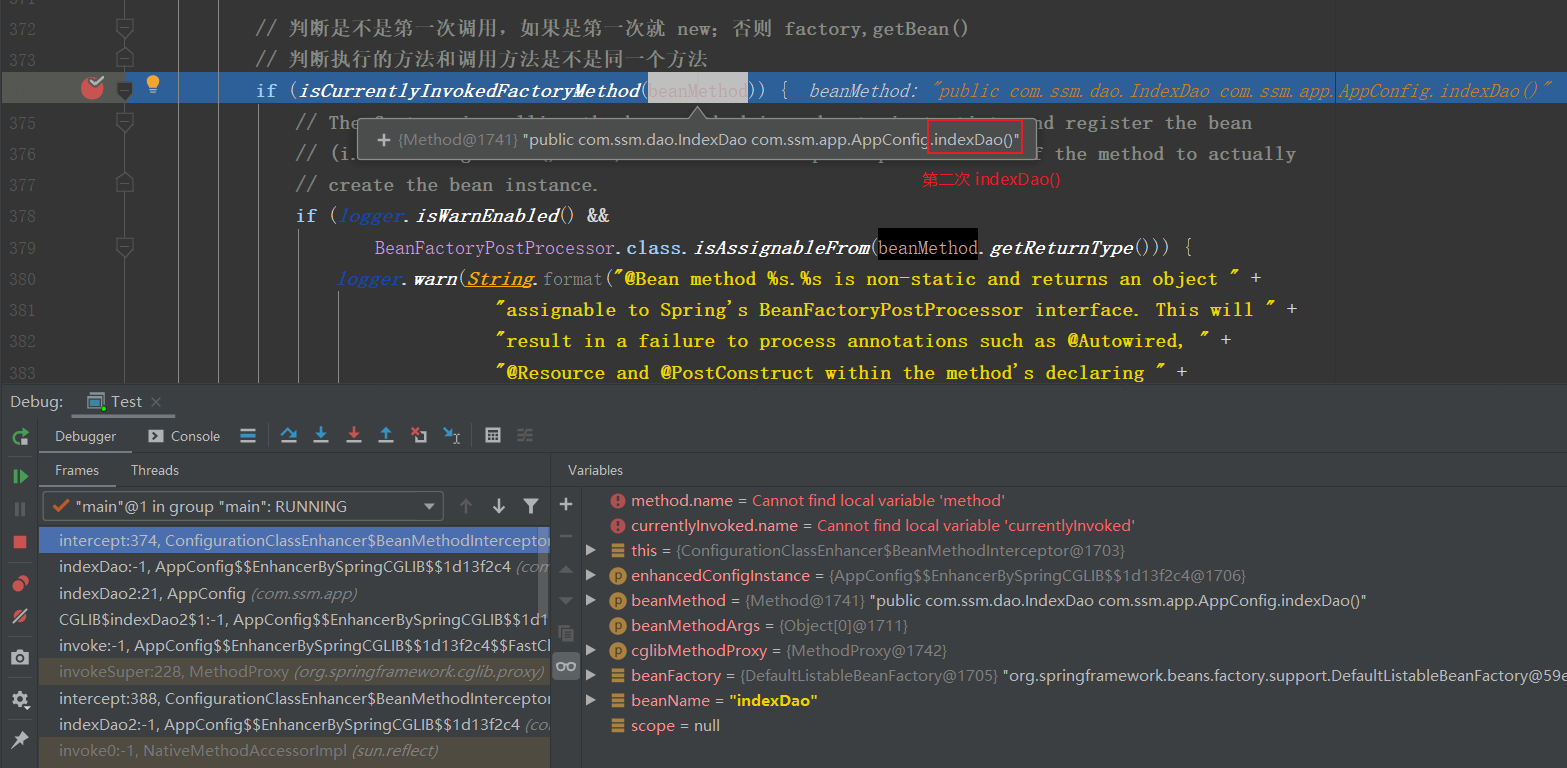 371
372 // 判断是不是第一次调用，如果是第一次就 new；否则 factory,getBean()
373 // 判断执行的方法和调用方法是不是同一个方法
if (isCurrentlyInvokedFactoryMethod(beanMethod)) { beanMethod: "public com.ssm.dao.IndexDao com.ssm.app.AppConfig.indexDao()"
375 // The and register the bean
+ {Method@1741} "public com.ssm.dao.IndexDao com.ssm.app.AppConfig.indexDao()"
376 // (i. f the method to actually
第二次 indexDao()
377 // create the bean instance.
378 if (logger.isWarnEnabled() &&
379 BeanFactoryPostProcessor.class.isAssignableFrom(beanMethod.getReturnType())) {
380 logger.warn(String.format("@Bean method %s.%s is non-static and returns an object " +
381 "assignable to Spring's BeanFactoryPostProcessor interface. This will " +
382 "result in a failure to process annotations such as @Autowired, " +
383 "@Resource and @PostConstruct within the method's declaring " +
Debug: Test
Debugger Console
Frames Threads
"main"@1 in group "main": RUNNING
intercept:374, ConfigurationClassEnhancer$BeanMethodInterceptor
indexDao:-1, AppConfig$$EnhancerBySpringCGLIB$$1d13f2c4 (com
indexDao2:21, AppConfig (com.ssm.app)
CGLIB$indexDao2$1:-1, AppConfig$$EnhancerBySpringCGLIB$$1d1
invoke:-1, AppConfig$$EnhancerBySpringCGLIB$$1d13f2c4$$FastCl
invokeSuper:228, MethodProxy (org.springframework.cglib.proxy)
intercept:388, ConfigurationClassEnhancer$BeanMethodInterceptor
indexDao2:-1, AppConfig$$EnhancerBySpringCGLIB$$1d13f2c4 (co
invoke0:-1, NativeMethodAccessorImpl (sun.reflect)
Variables
method.name = Cannot find local variable 'method'
currentlyInvoked.name = Cannot find local variable 'currentlyInvoked'
this = {ConfigurationClassEnhancer$BeanMethodInterceptor@1703}
enhancedConfigInstance = {AppConfig$$EnhancerBySpringCGLIB$$1d13f2c4@1706}
beanMethod = {Method@1741} "public com.ssm.dao.IndexDao com.ssm.app.AppConfig.indexDao()"
beanMethodArgs = {Object[0]@1711}
cglibMethodProxy = {MethodProxy@1742}
beanFactory = {DefaultListableBeanFactory@1705} "org.springframework.beans.factory.support.DefaultListableBeanFactory@59e
beanName = "indexDao"
scope = null